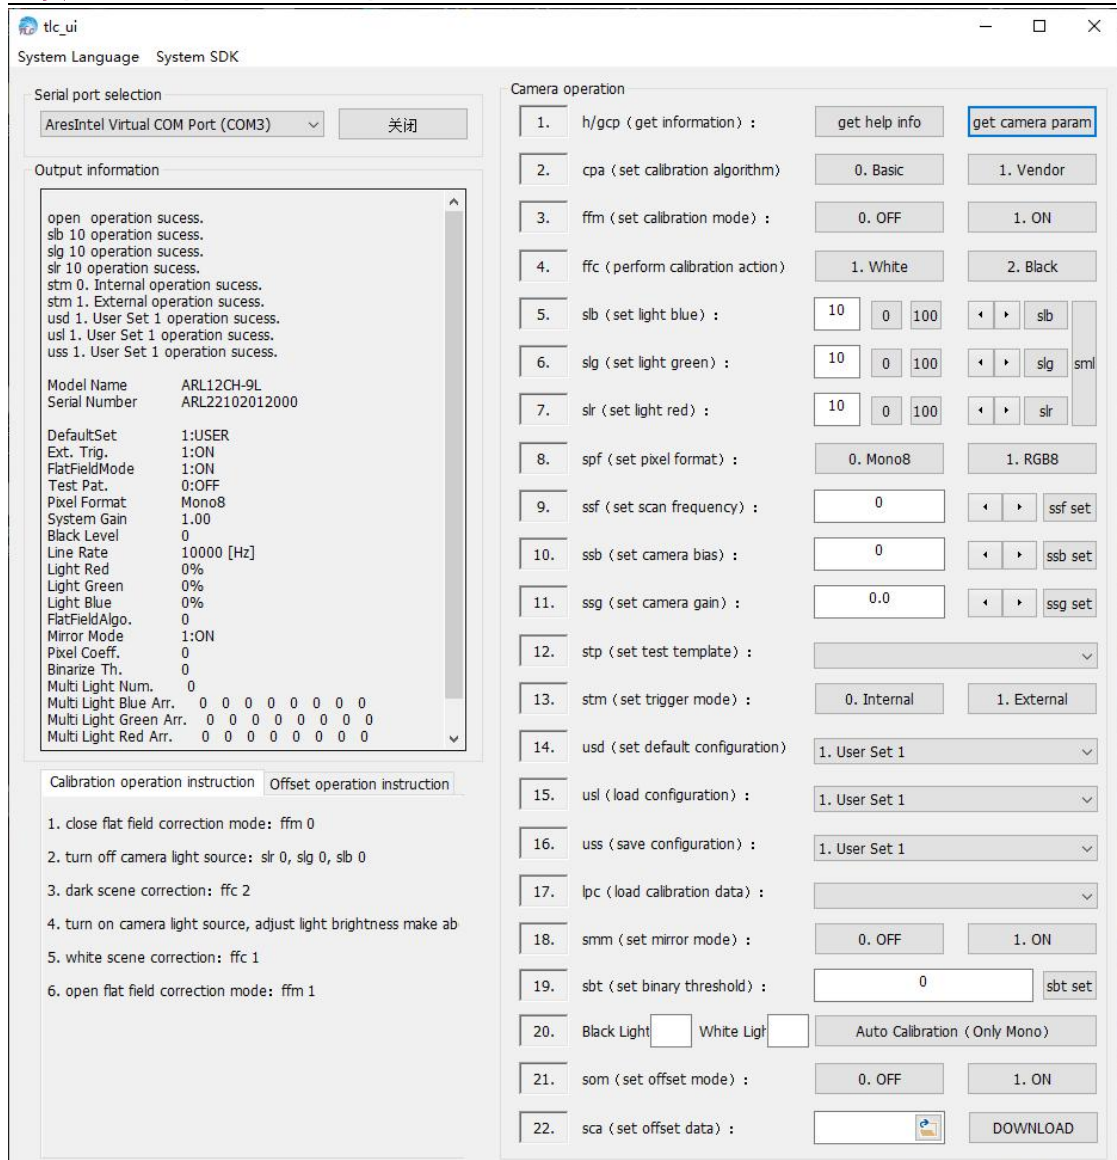 tlc_ui
System Language System SDK
Serial port selection
AresIntel Virtual COM Port (COM3) 关闭
Output information
open operation sucess.
slb 10 operation sucess.
slg 10 operation sucess.
slr 10 operation sucess.
stm 0. Internal operation sucess.
stm 1. External operation sucess.
usd 1. User Set 1 operation sucess.
usl 1. User Set 1 operation sucess.
uss 1. User Set 1 operation sucess.
Model Name ARL12CH-9L
Serial Number ARL22102012000
DefaultSet 1:USER
Ext. Trig. 1:ON
FlatFieldMode 1:ON
Test Pat. 0:OFF
Pixel Format Mono8
System Gain 1.00
Black Level 0
Line Rate 10000 [Hz]
Light Red 0%
Light Green 0%
Light Blue 0%
FlatFieldAlgo. 0
Mirror Mode 1:ON
Pixel Coeff. 0
Binarize Th. 0
Multi Light Num. 0
Multi Light Blue Arr. 0 0 0 0 0 0 0 0
Multi Light Green Arr. 0 0 0 0 0 0 0 0
Multi Light Red Arr. 0 0 0 0 0 0 0 0
Calibration operation instruction Offset operation instruction
1. close flat field correction mode: ffm 0
2. turn off camera light source: slr 0, slg 0, slb 0
3. dark scene correction: ffc 2
4. turn on camera light source, adjust light brightness make ab
5. white scene correction: ffc 1
6. open flat field correction mode: ffm 1
Camera operation
1. h/gcp (get information) : get help info get camera param
2. cpa (set calibration algorithm) 0. Basic 1. Vendor
3. ffm (set calibration mode) : 0. OFF 1. ON
4. ffc (perform calibration action) 1. White 2. Black
5. slb (set light blue) : 10 0 100 slb
6. slg (set light green) : 10 0 100 slg sml
7. slr (set light red) : 10 0 100 slr
8. spf (set pixel format) : 0. Mono8 1. RGB8
9. ssf (set scan frequency) : 0 ssf set
10. ssb (set camera bias) : 0 ssb set
11. ssg (set camera gain) : 0.0 ssg set
12. stp (set test template) :
13. stm (set trigger mode) : 0. Internal 1. External
14. usd (set default configuration) 1. User Set 1
15. usl (load configuration) : 1. User Set 1
16. uss (save configuration) : 1. User Set 1
17. lpc (load calibration data) :
18. smm (set mirror mode) : 0. OFF 1. ON
19. sbt (set binary threshold) : 0 sbt set
20. Black Light White Ligh Auto Calibration (Only Mono)
21. som (set offset mode) : 0. OFF 1. ON
22. sca (set offset data) : DOWNLOAD